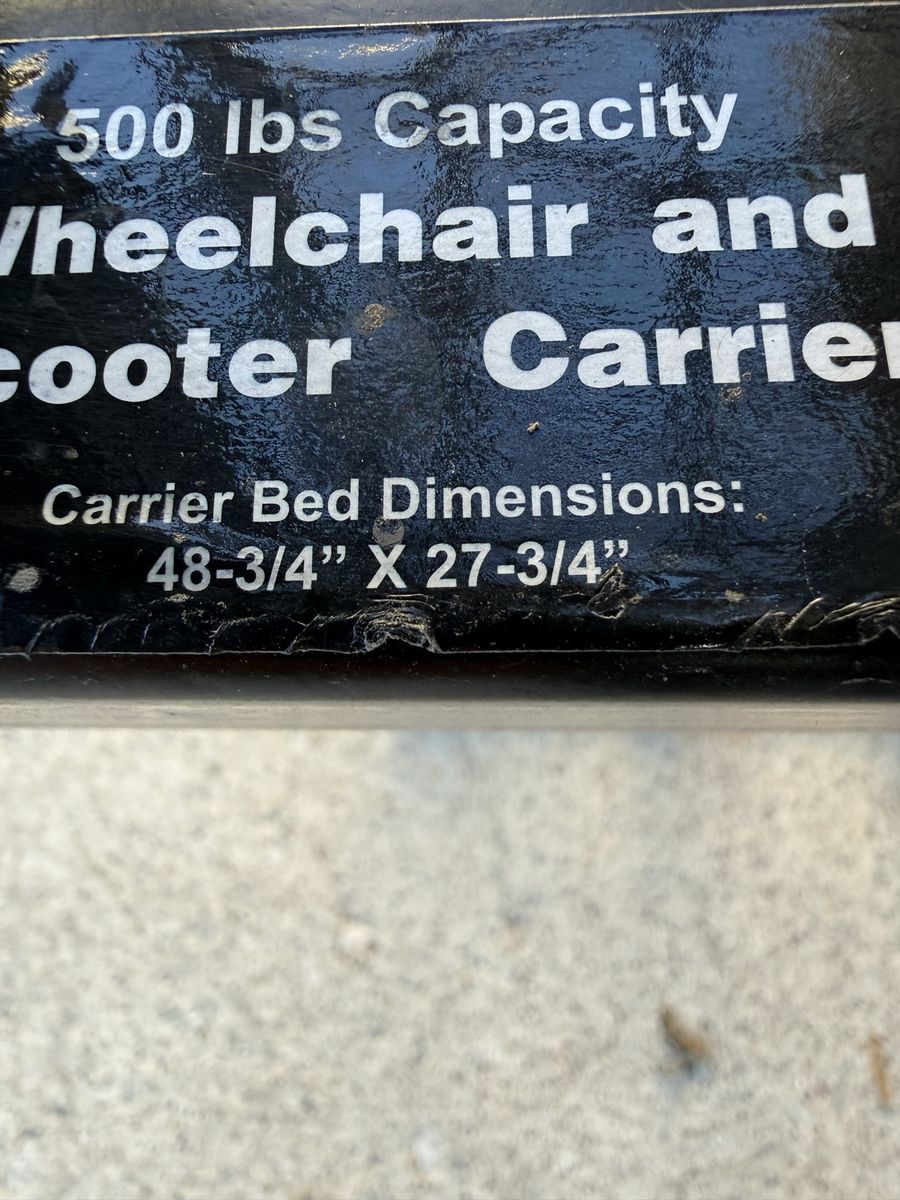 500 lbs Capacity
Wheelchair and
cooter Carrier
Carrier Bed Dimensions:
48-3/4” X 27-3/4”